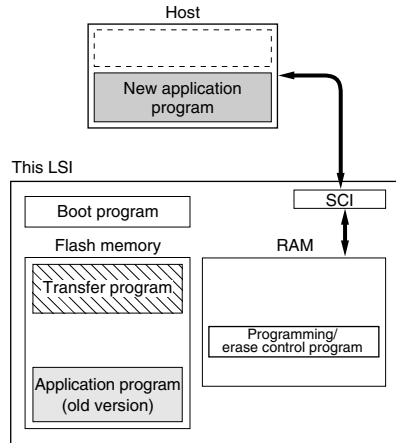 Host
New application
program
This LSI
SCI
Boot program
Flash memory
RAM
Transfer program
Programming/
erase control program
Application program
(old version)